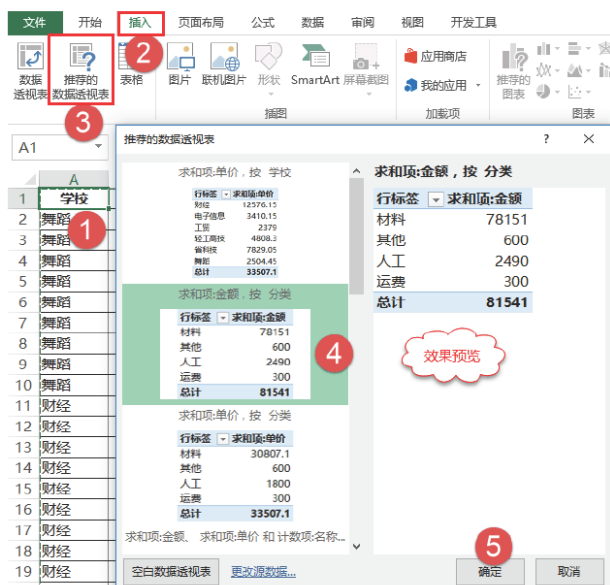 文件 开始 插入 页面布局 公式 数据 审阅 视图 开发工具
2
数据
透视表
推荐的
数据透视表
表格
图片 联机图片 形状 SmartArt 屏幕截图
应用商店
我的应用
推荐的
图表
3
插图 加载项 图表
A1
推荐的数据透视表 ? ×
A
1 学校
2 舞蹈
1
3 舞蹈
4 舞蹈
5 舞蹈
6 舞蹈
7 舞蹈
8 舞蹈
9 舞蹈
10 舞蹈
11 财经
12 财经
13 财经
14 财经
15 财经
16 财经
17 财经
18 财经
19 财经
求和项:单价，按 学校
行标签 求和项:单价
财经 12576.15
电子信息 3410.15
工贸 2379
轻工高技 4808.3
省科技 7829.05
舞蹈 2504.45
总计 33507.1
求和项:金额，按 分类
行标签 求和项:金额
材料 78151
其他 600
人工 2490
运费 300
总计 81541
4
求和项:单价，按 分类
行标签 求和项:单价
材料 30807.1
其他 600
人工 1800
运费 300
总计 33507.1
求和项:金额、 求和项:单价 和 计数项:名称...
求和项:金额，按 分类
行标签 求和项:金额
材料 78151
其他 600
人工 2490
运费 300
总计 81541
效果预览
5
空白数据透视表 更改源数据... 确定 取消